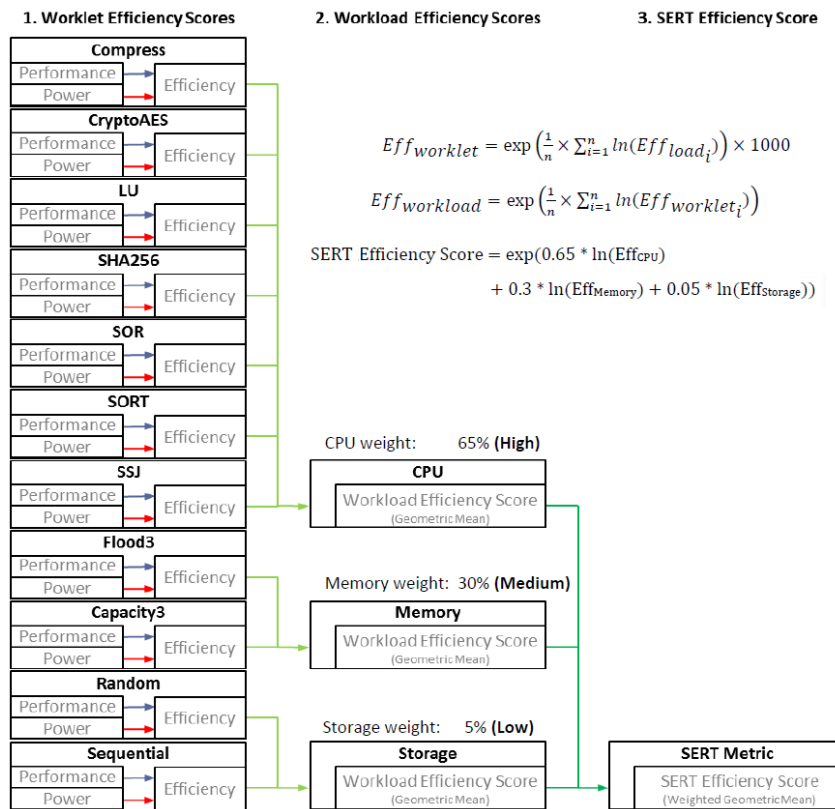 1. Worklet Efficiency Scores
2. Workload Efficiency Scores
3. SERT Efficiency Score
Compress
Performance
Power
Efficiency
CryptoAES
Performance
Power
Efficiency
LU
Performance
Power
Efficiency
SHA256
Performance
Power
Efficiency
SOR
Performance
Power
Efficiency
SORT
Performance
Power
Efficiency
SSJ
Performance
Power
Efficiency
Flood3
Performance
Power
Efficiency
Capacity3
Performance
Power
Efficiency
Random
Performance
Power
Efficiency
Sequential
Performance
Power
Efficiency
Eff_worklet = exp (1/n × ∑_{i=1}^{n} ln(Eff_load_i)) × 1000
Eff_workload = exp (1/n × ∑_{i=1}^{n} ln(Eff_worklet_i))
SERT Efficiency Score = exp(0.65 * ln(Eff_CPU)
+ 0.3 * ln(Eff_Memory) + 0.05 * ln(Eff_Storage))
CPU weight: 65% (High)
CPU
Workload Efficiency Score
(Geometric Mean)
Memory weight: 30% (Medium)
Memory
Workload Efficiency Score
(Geometric Mean)
Storage weight: 5% (Low)
Storage
Workload Efficiency Score
(Geometric Mean)
SERT Metric
SERT Efficiency Score
(Weighted Geometric Mean)